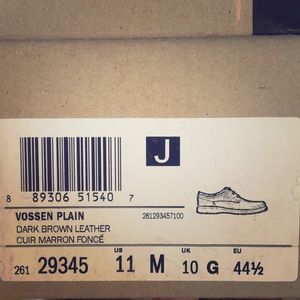 J
8 89306 51540 7
VOSSEN PLAIN 261293457100
DARK BROWN LEATHER
CUIR MARRON FONCÉ
US UK EU
261 29345 11 M 10 G 44½